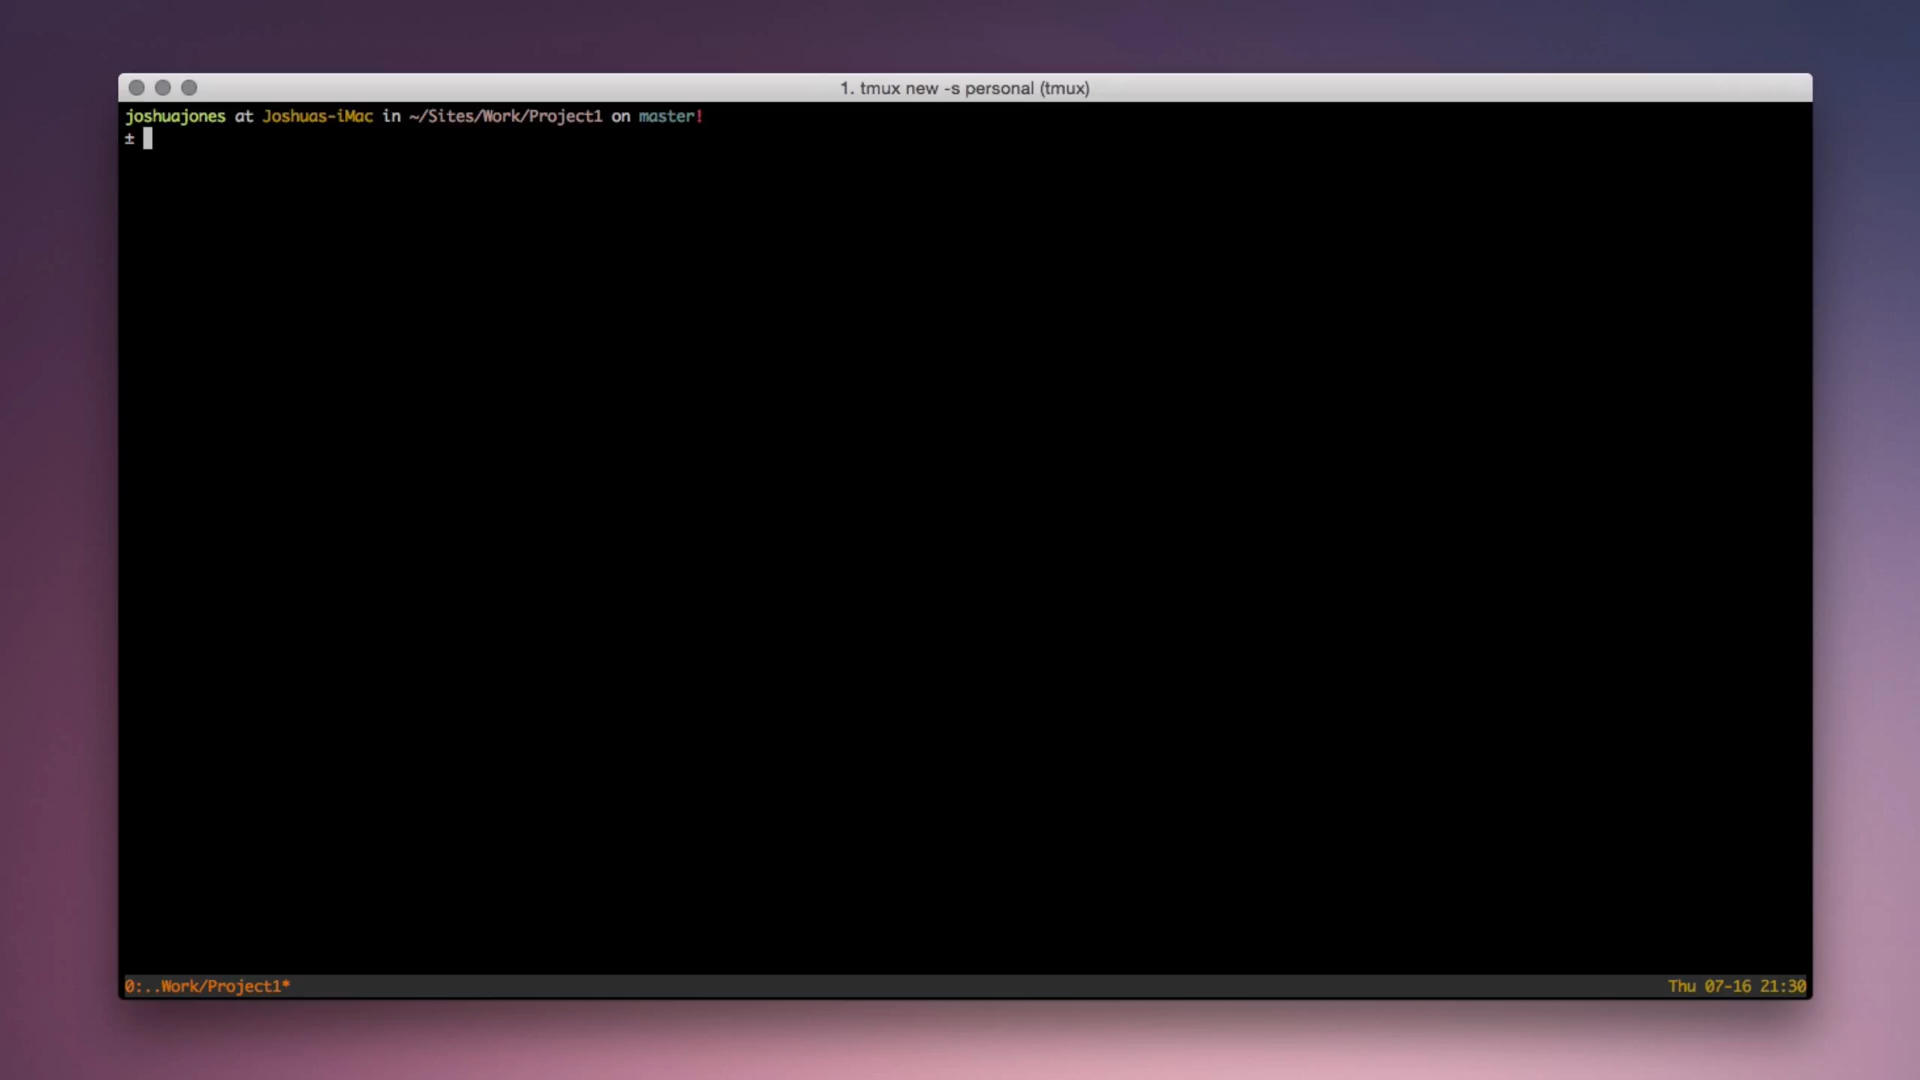 1. tmux new -s personal (tmux)
joshuajones at Joshuas-iMac in ~/Sites/Work/Project1 on master!
±
0:..Work/Project1* Thu 07-16 21:30